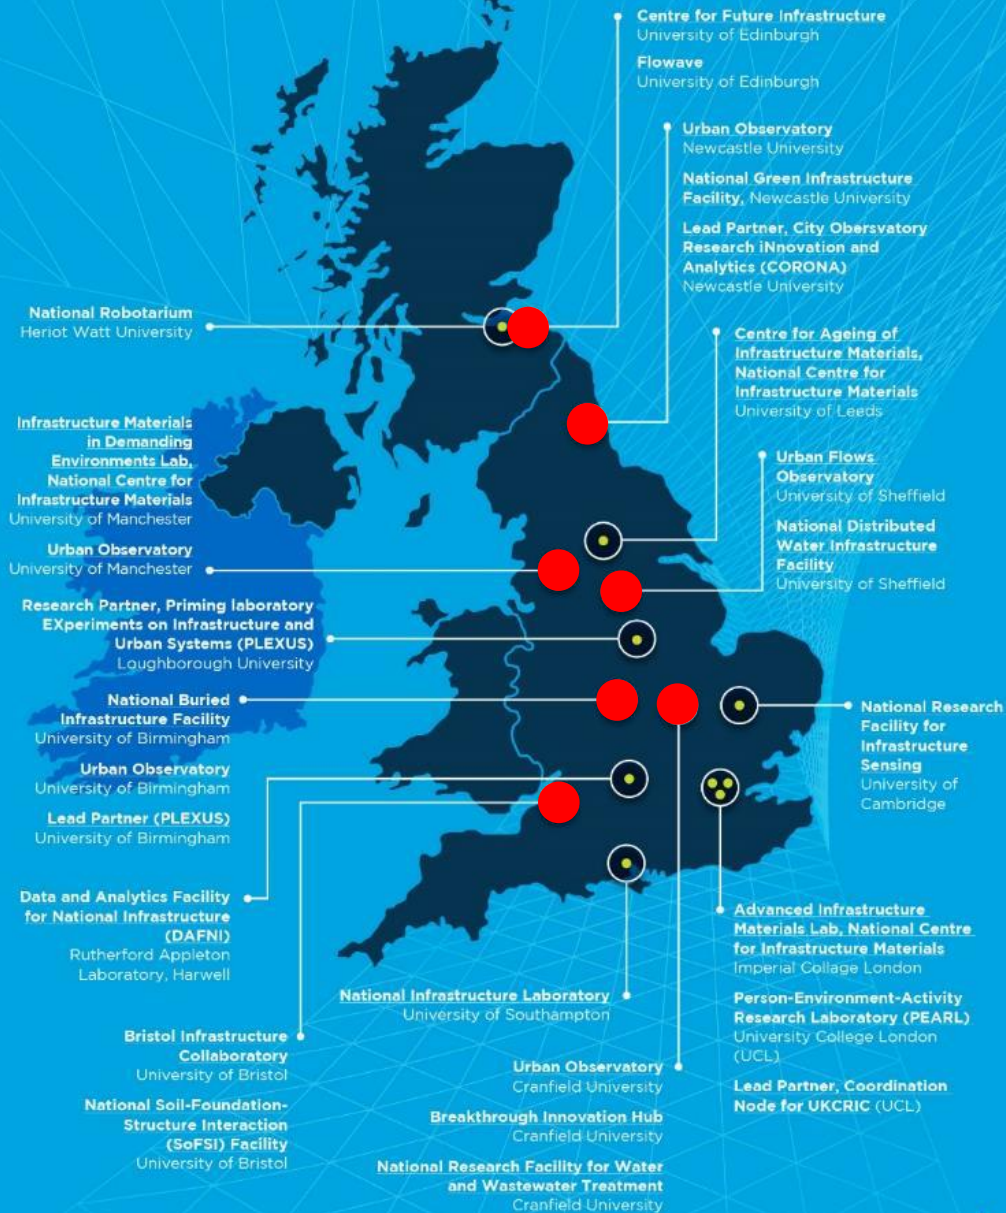 Centre for Future Infrastructure
University of Edinburgh
Flowave
University of Edinburgh
Urban Observatory
Newcastle University
National Green Infrastructure
Facility, Newcastle University
Lead Partner, City Obersvatory
Research iNnovation and
Analytics (CORONA)
Newcastle University
National Robotarium
Heriot Watt University
Centre for Ageing of
Infrastructure Materials,
National Centre for
Infrastructure Materials
University of Leeds
Infrastructure Materials
in Demanding
Environments Lab,
National Centre for
Infrastructure Materials
University of Manchester
Urban Observatory
University of Manchester
Urban Flows
Observatory
University of Sheffield
National Distributed
Water Infrastructure
Facility
University of Sheffield
Research Partner, Priming laboratory
EXperiments on Infrastructure and
Urban Systems (PLEXUS)
Loughborough University
National Buried
Infrastructure Facility
University of Birmingham
Urban Observatory
University of Birmingham
Lead Partner (PLEXUS)
University of Birmingham
National Research
Facility for
Infrastructure
Sensing
University of
Cambridge
Data and Analytics Facility
for National Infrastructure
(DAFNI)
Rutherford Appleton
Laboratory, Harwell
Advanced Infrastructure
Materials Lab, National Centre
for Infrastructure Materials
Imperial Collage London
Person-Environment-Activity
Research Laboratory (PEARL)
University College London
(UCL)
Lead Partner, Coordination
Node for UKCRIC (UCL)
National Infrastructure Laboratory
University of Southampton
Bristol Infrastructure
Collaboratory
University of Bristol
National Soil-Foundation-
Structure Interaction
(SoFSI) Facility
University of Bristol
Urban Observatory
Cranfield University
Breakthrough Innovation Hub
Cranfield University
National Research Facility for Water
and Wastewater Treatment
Cranfield University